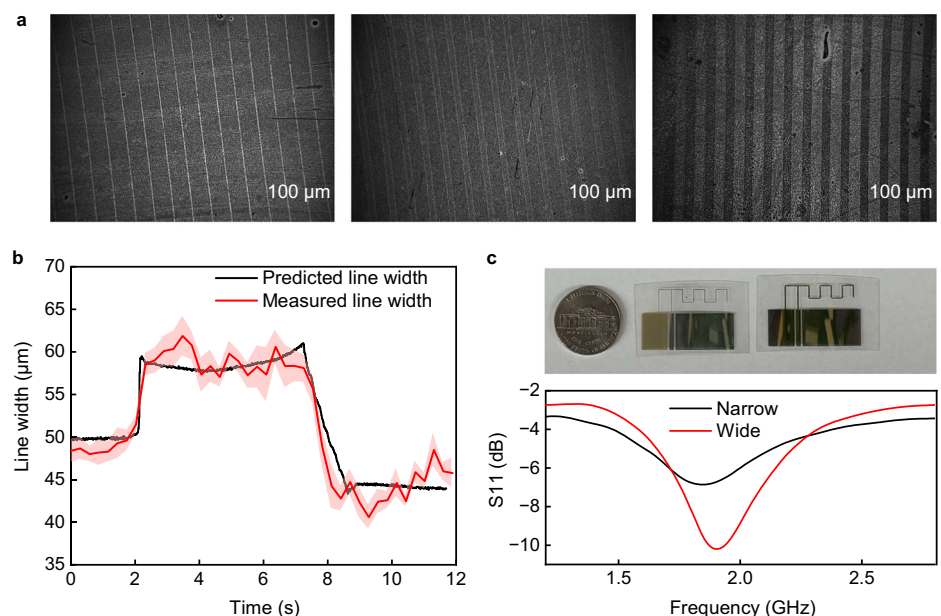 a
100 μm
100 μm
100 μm
b
70
65
60
55
50
45
40
35
Line width (μm)
Predicted line width
Measured line width
0
2
4
6
8
10
12
Time (s)
c
−2
−4
−6
−8
−10
S11 (dB)
Narrow
Wide
1.5
2.0
2.5
Frequency (GHz)